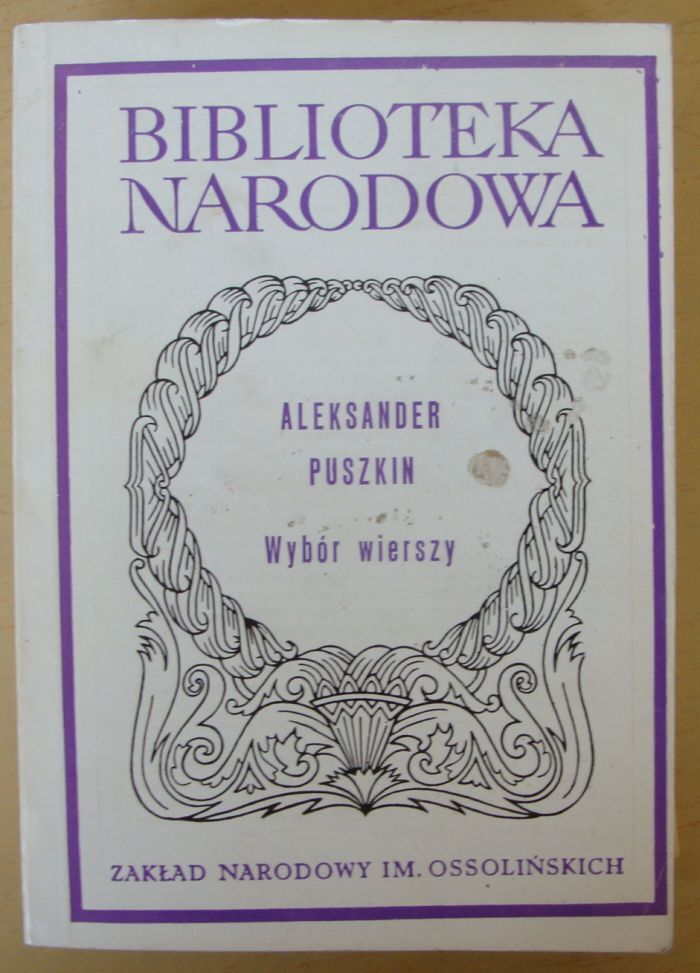 BIBLIOTEKA
NARODOWA
ALEKSANDER
PUSZKIN
Wybór wierszy
ZAKŁAD NARODOWY IM. OSSOLIŃSKICH